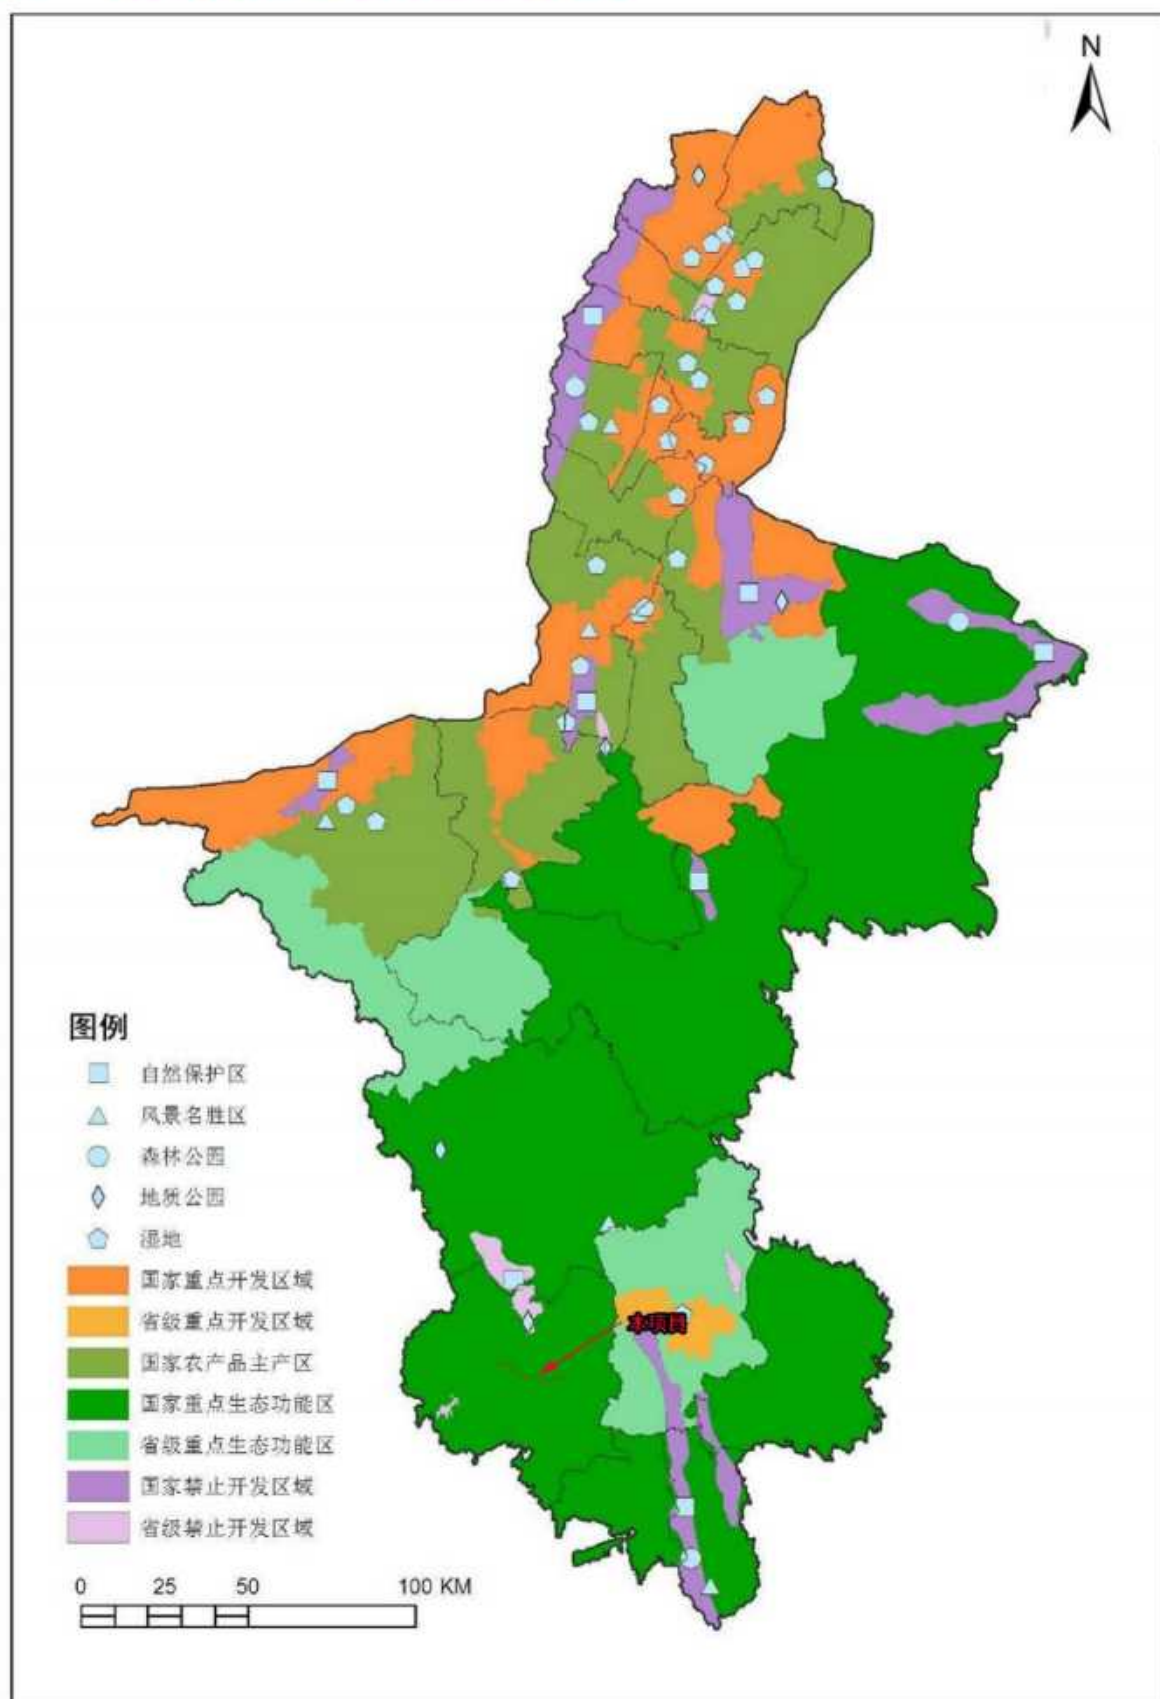 N
本项目
图例
自然保护区
风景名胜区
森林公园
地质公园
湿地
国家重点开发区域
省级重点开发区域
国家农产品主产区
国家重点生态功能区
省级重点生态功能区
国家禁止开发区域
省级禁止开发区域
0 25 50 100 KM